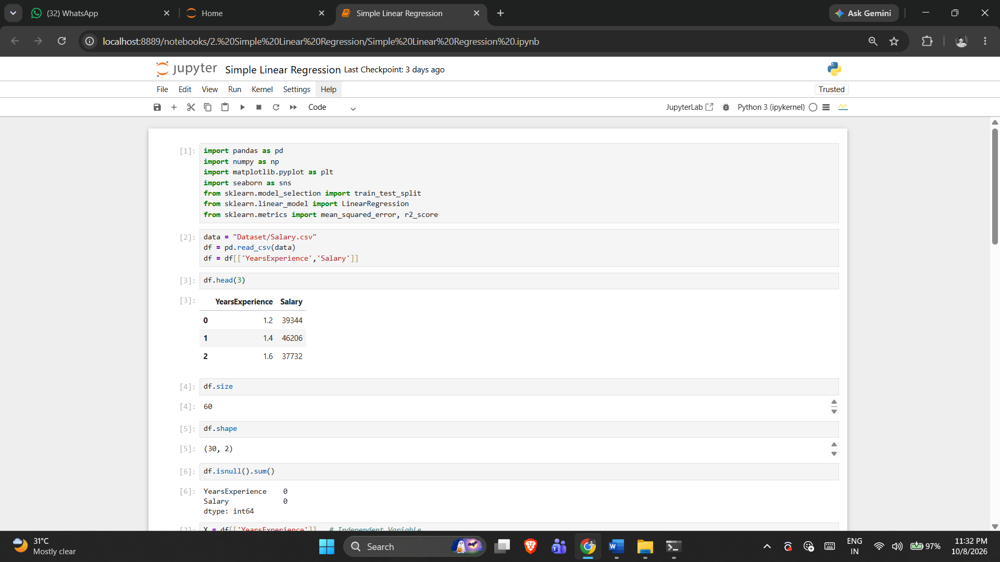 (32) WhatsApp
Home
Simple Linear Regression
Ask Gemini
localhost:8889/notebooks/2.%20Simple%20Linear%20Regression/Simple%20Linear%20Regression%20.ipynb
jupyter Simple Linear Regression Last Checkpoint: 3 days ago
File Edit View Run Kernel Settings Help
Trusted
Code
JupyterLab
Python 3 (ipykernel)
[1]: import pandas as pd
import numpy as np
import matplotlib.pyplot as plt
import seaborn as sns
from sklearn.model_selection import train_test_split
from sklearn.linear_model import LinearRegression
from sklearn.metrics import mean_squared_error, r2_score
[2]: data = "Dataset/Salary.csv"
df = pd.read_csv(data)
df = df[['YearsExperience','Salary']]
[3]: df.head(3)
[3]: YearsExperience Salary
0 1.2 39344
1 1.4 46206
2 1.6 37732
[4]: df.size
[4]: 60
[5]: df.shape
[5]: (30, 2)
[6]: df.isnull().sum()
[6]: YearsExperience 0
Salary 0
dtype: int64
[7]: X = df[['YearsExperience']] # Independent Variable
31°C
Mostly clear
Search
ENG
IN
97%
11:32 PM
10/8/2026